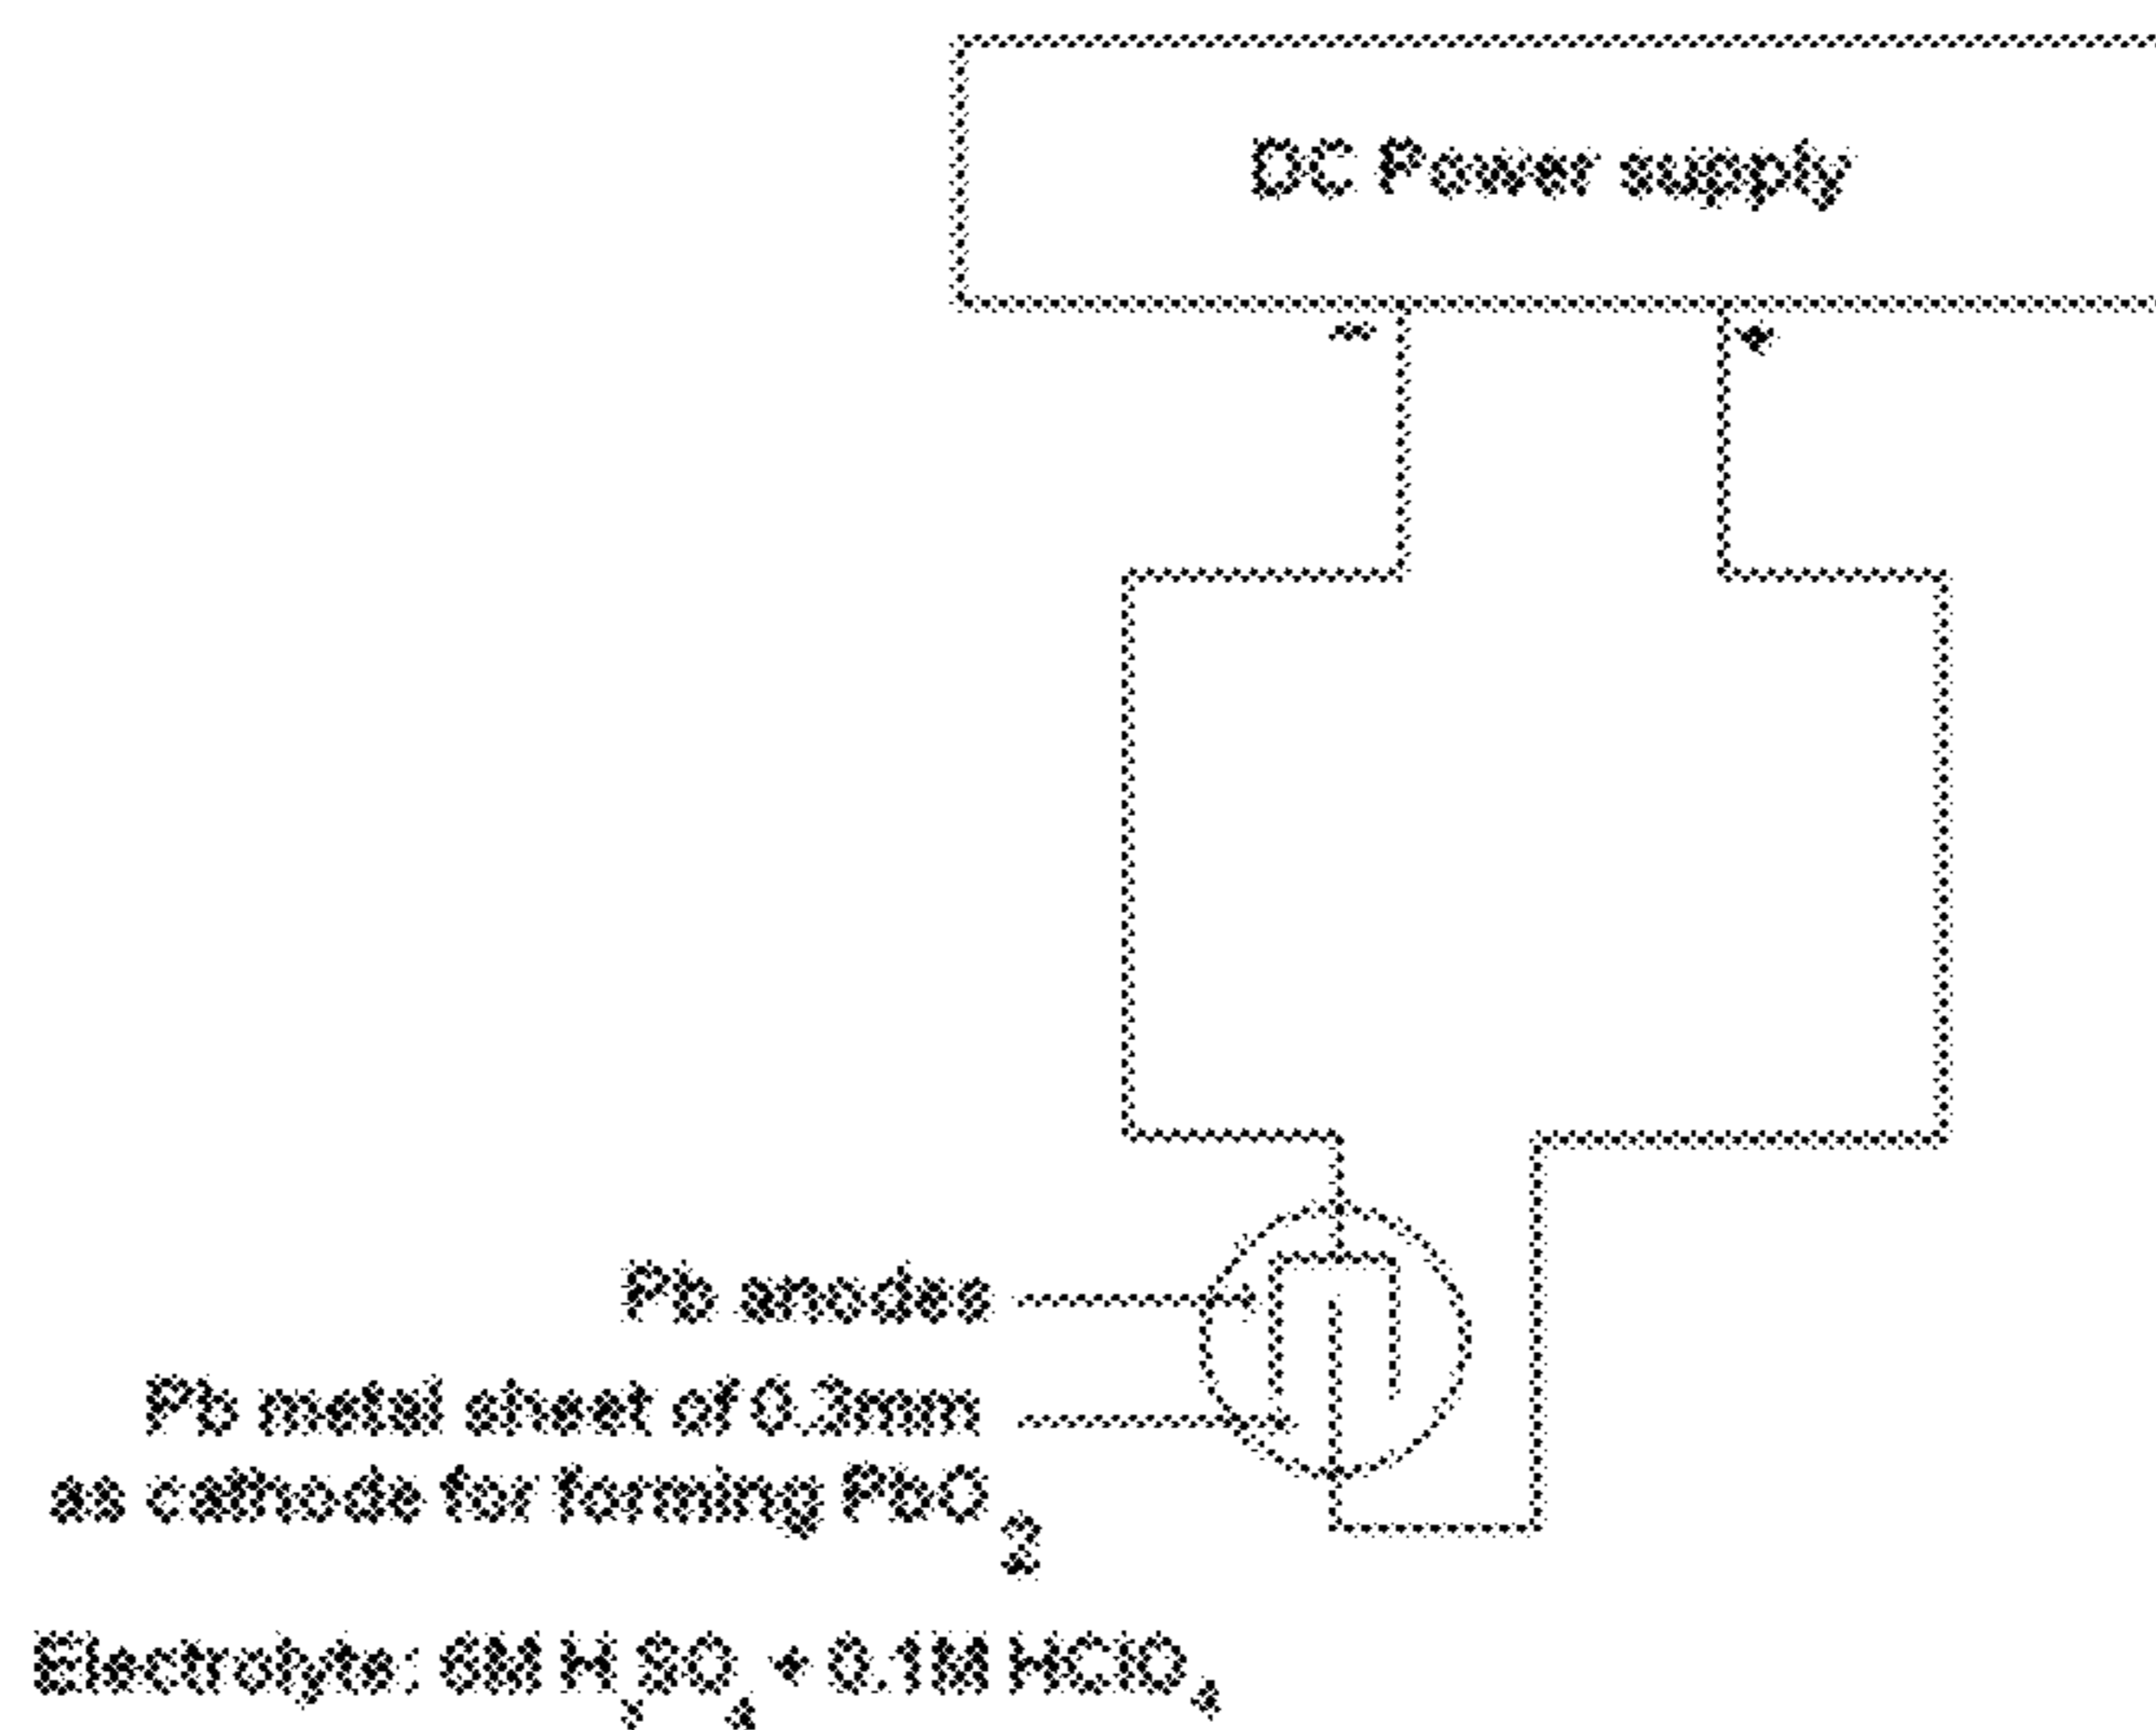 DC Power supply
- +
Pb anodes
Pb metal sheet of 0.2mm
as cathode for forming PbO2
Electrolyte: 6M H2SO4 + 0.1M HClO4